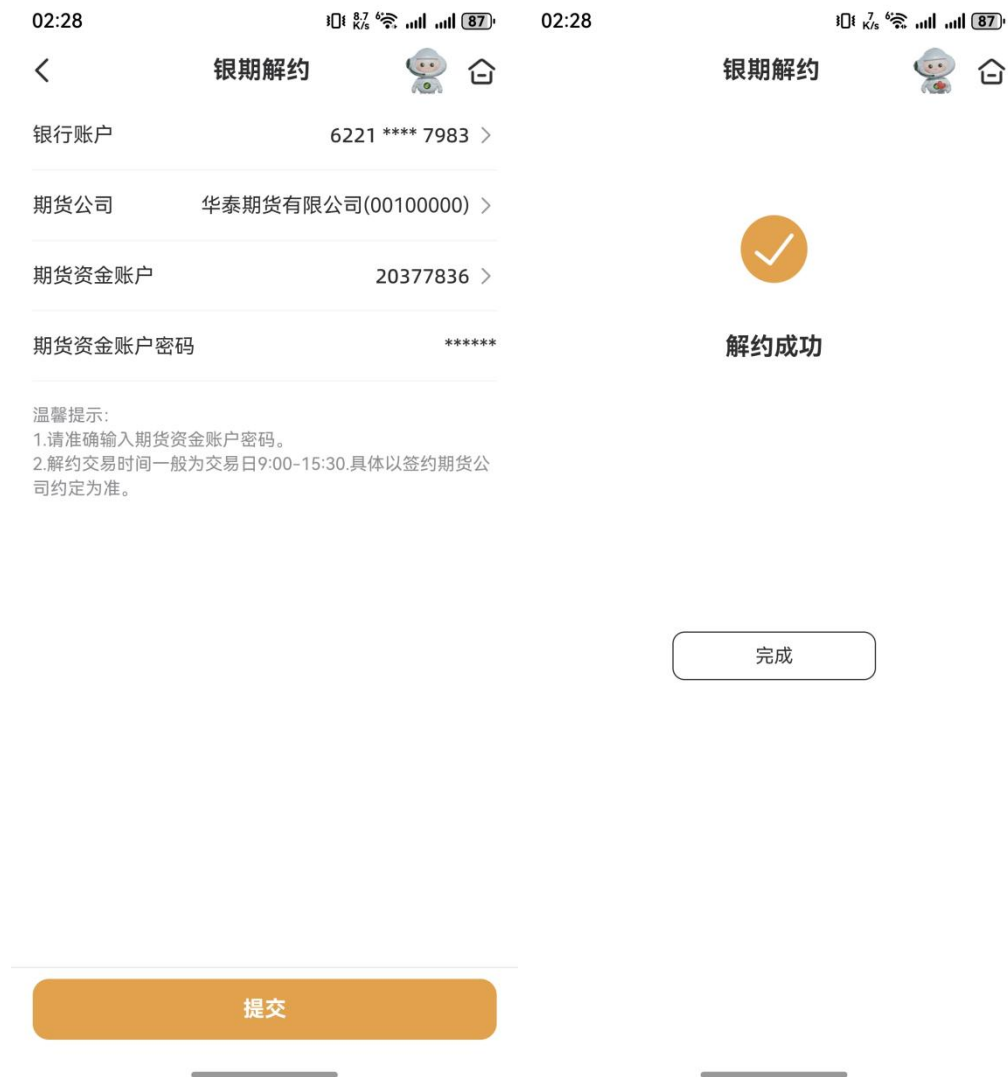 02:28
8.7 K/s 6 87
银期解约
银行账户 6221 **** 7983
期货公司 华泰期货有限公司(00100000)
期货资金账户 20377836
期货资金账户密码 ******
温馨提示:
1.请准确输入期货资金账户密码。
2.解约交易时间一般为交易日9:00-15:30.具体以签约期货公
司约定为准。
提交
02:28
7 K/s 6 87
银期解约
解约成功
完成